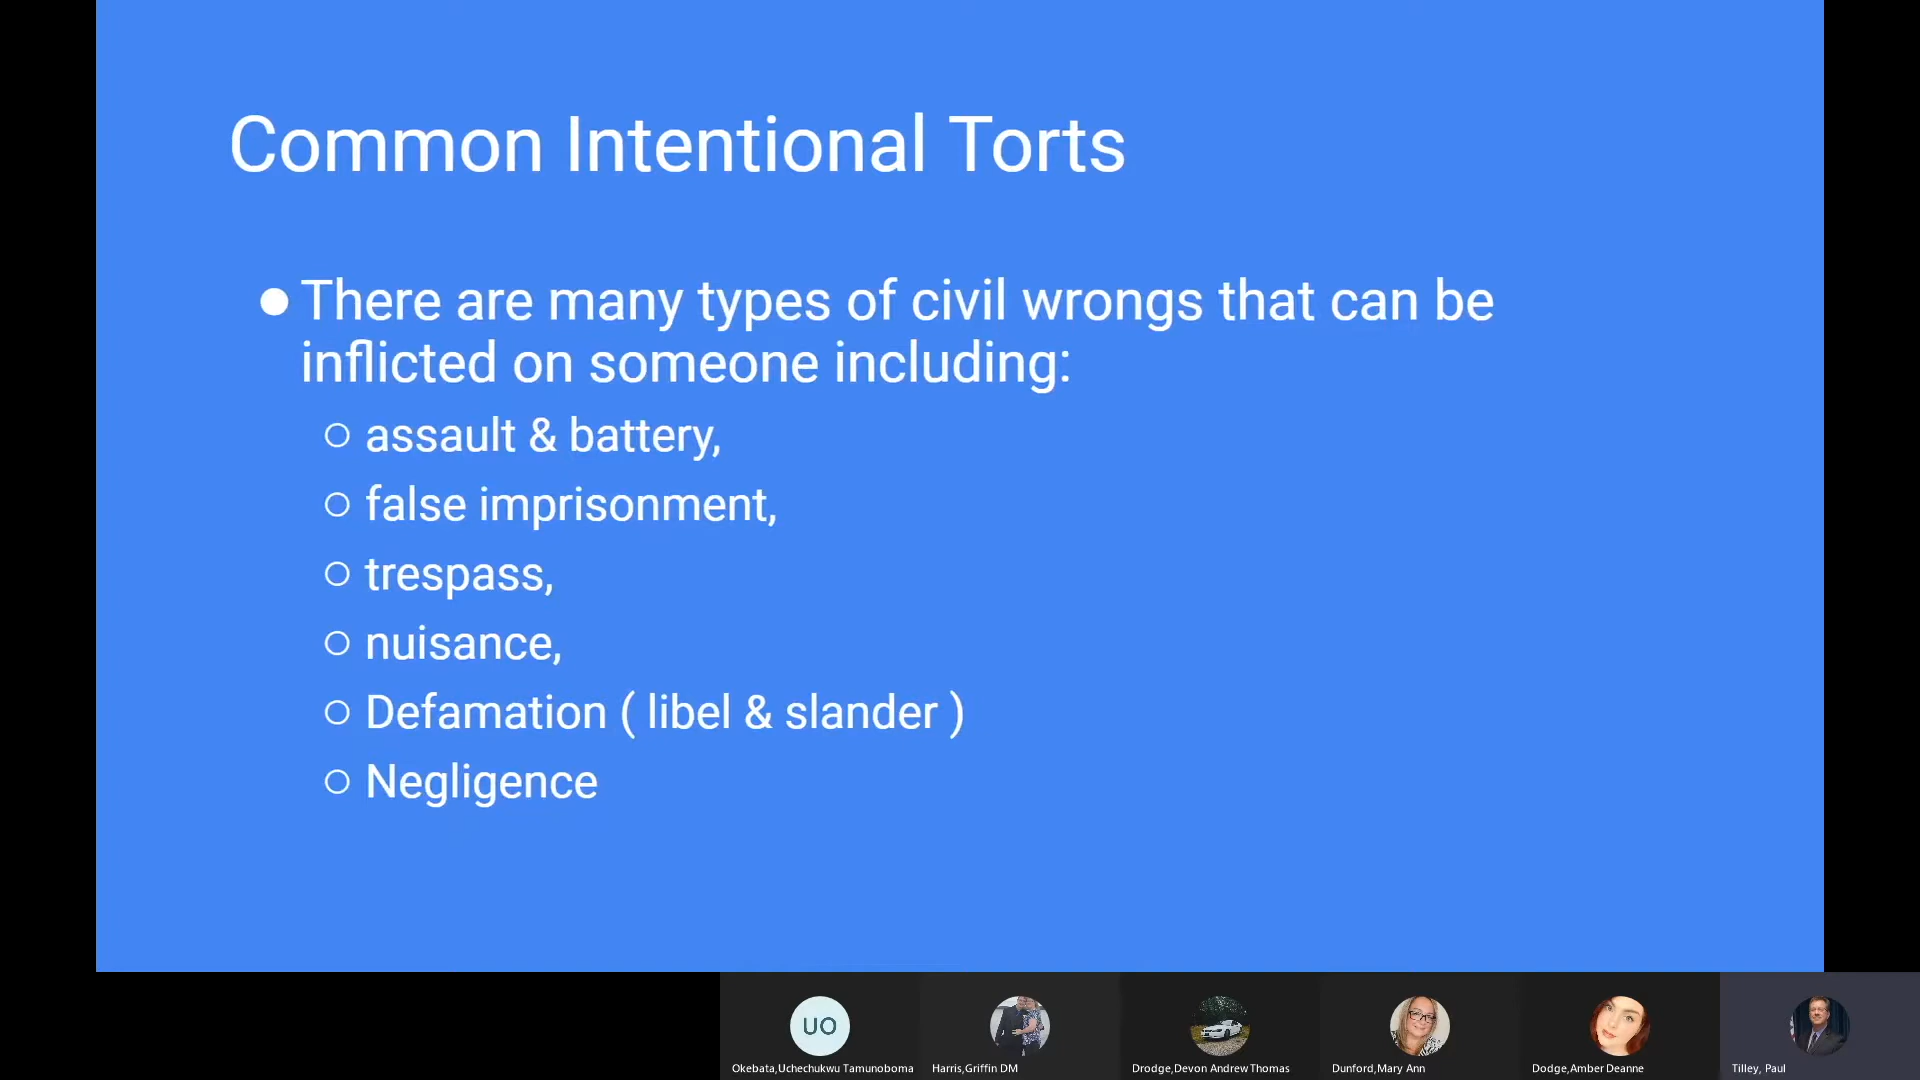 Common Intentional Torts
There are many types of civil wrongs that can be
inflicted on someone including:
assault & battery,
false imprisonment,
trespass,
nuisance,
Defamation ( libel & slander )
Negligence
UO
Okebata,Uchechukwu Tamunoboma
Harris,Griffin DM
Drodge,Devon Andrew Thomas
Dunford,Mary Ann
Dodge,Amber Deanne
Tilley, Paul